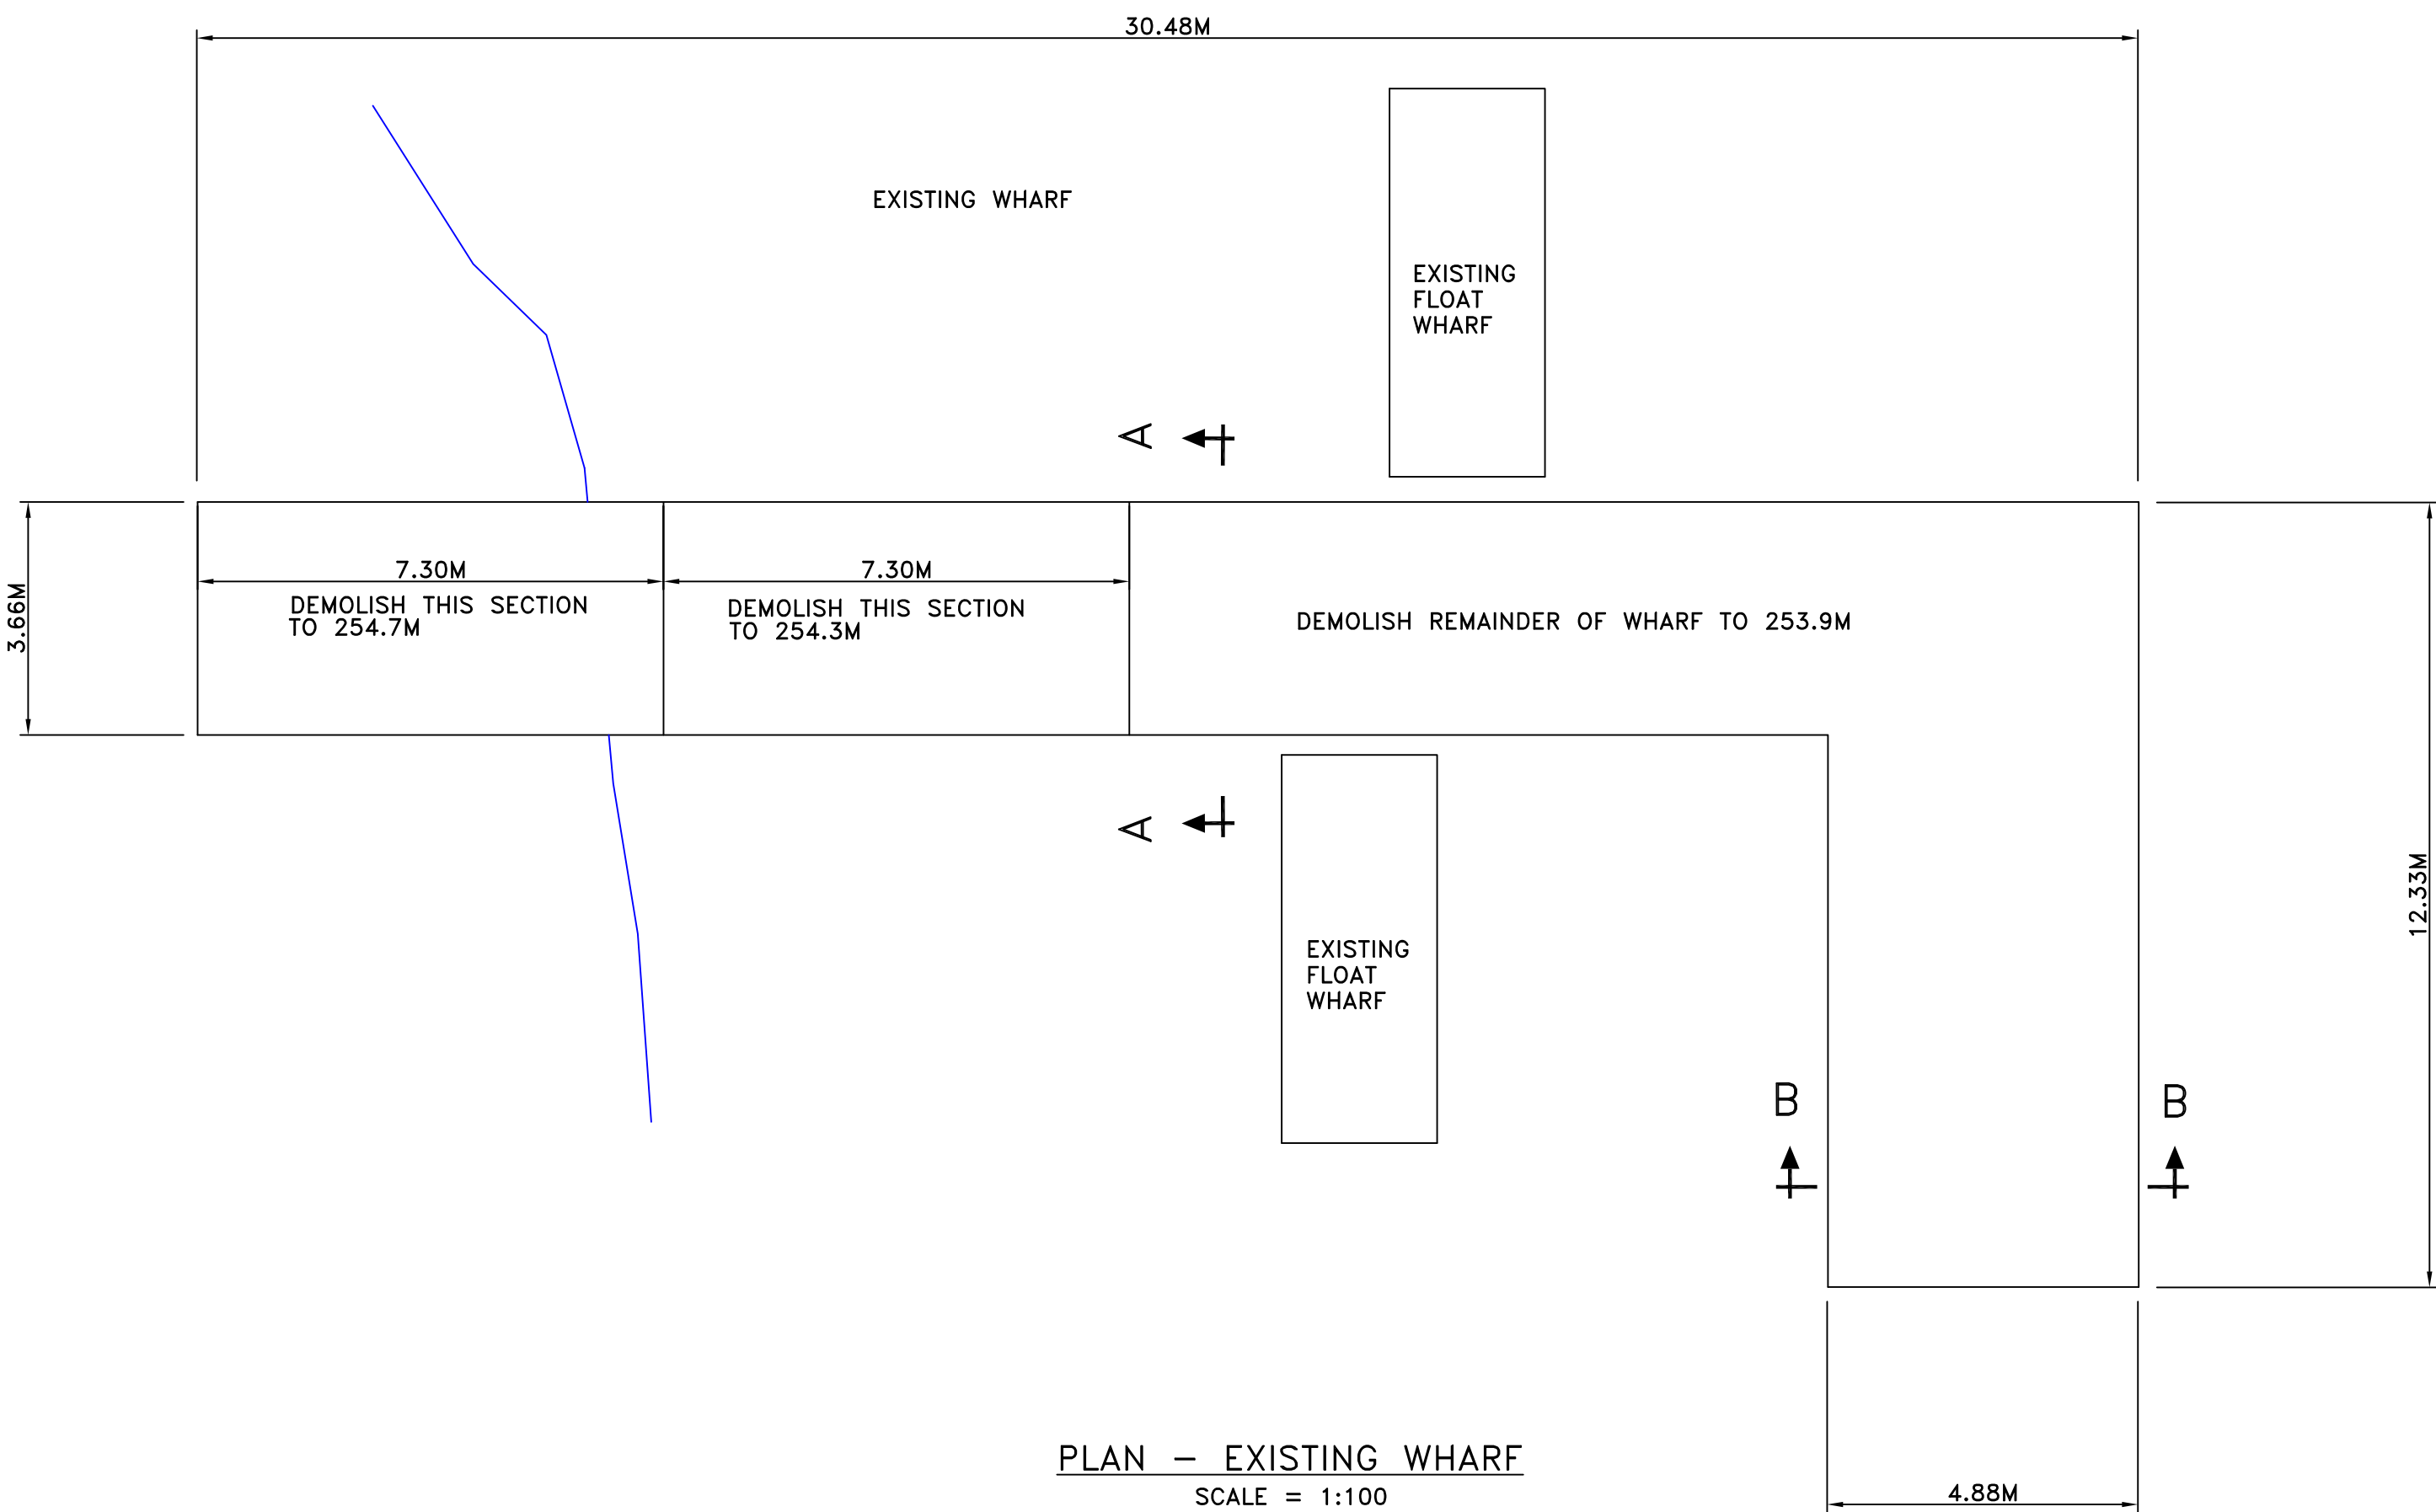 30.48M
EXISTING WHARF
EXISTING
FLOAT
WHARF
A
3.66M
7.30M
DEMOLISH THIS SECTION
TO 254.7M
7.30M
DEMOLISH THIS SECTION
TO 254.3M
DEMOLISH REMAINDER OF WHARF TO 253.9M
A
12.33M
EXISTING
FLOAT
WHARF
B
B
PLAN - EXISTING WHARF
SCALE = 1:100
4.88M